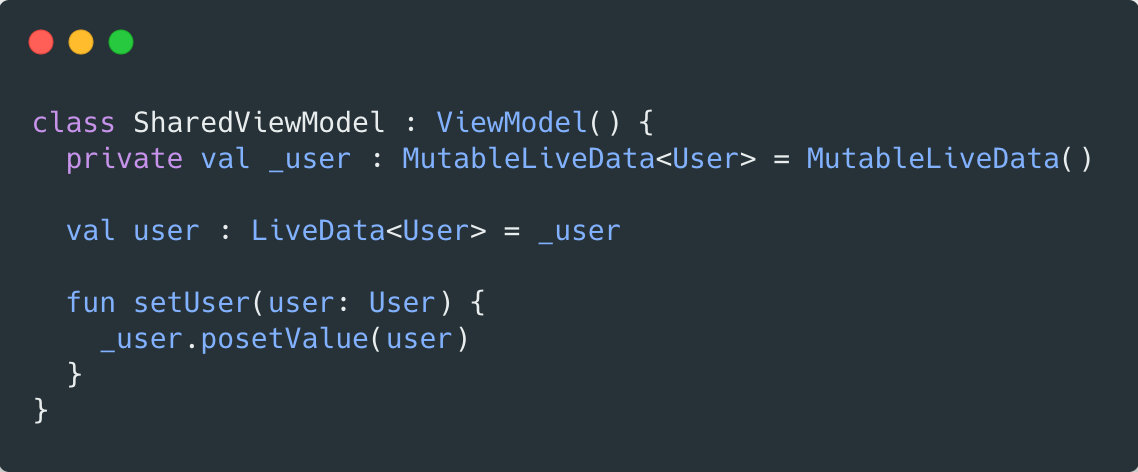 class SharedViewModel : ViewModel() {
  private val _user : MutableLiveData<User> = MutableLiveData()

  val user : LiveData<User> = _user

  fun setUser(user: User) {
    _user.posetValue(user)
  }
}